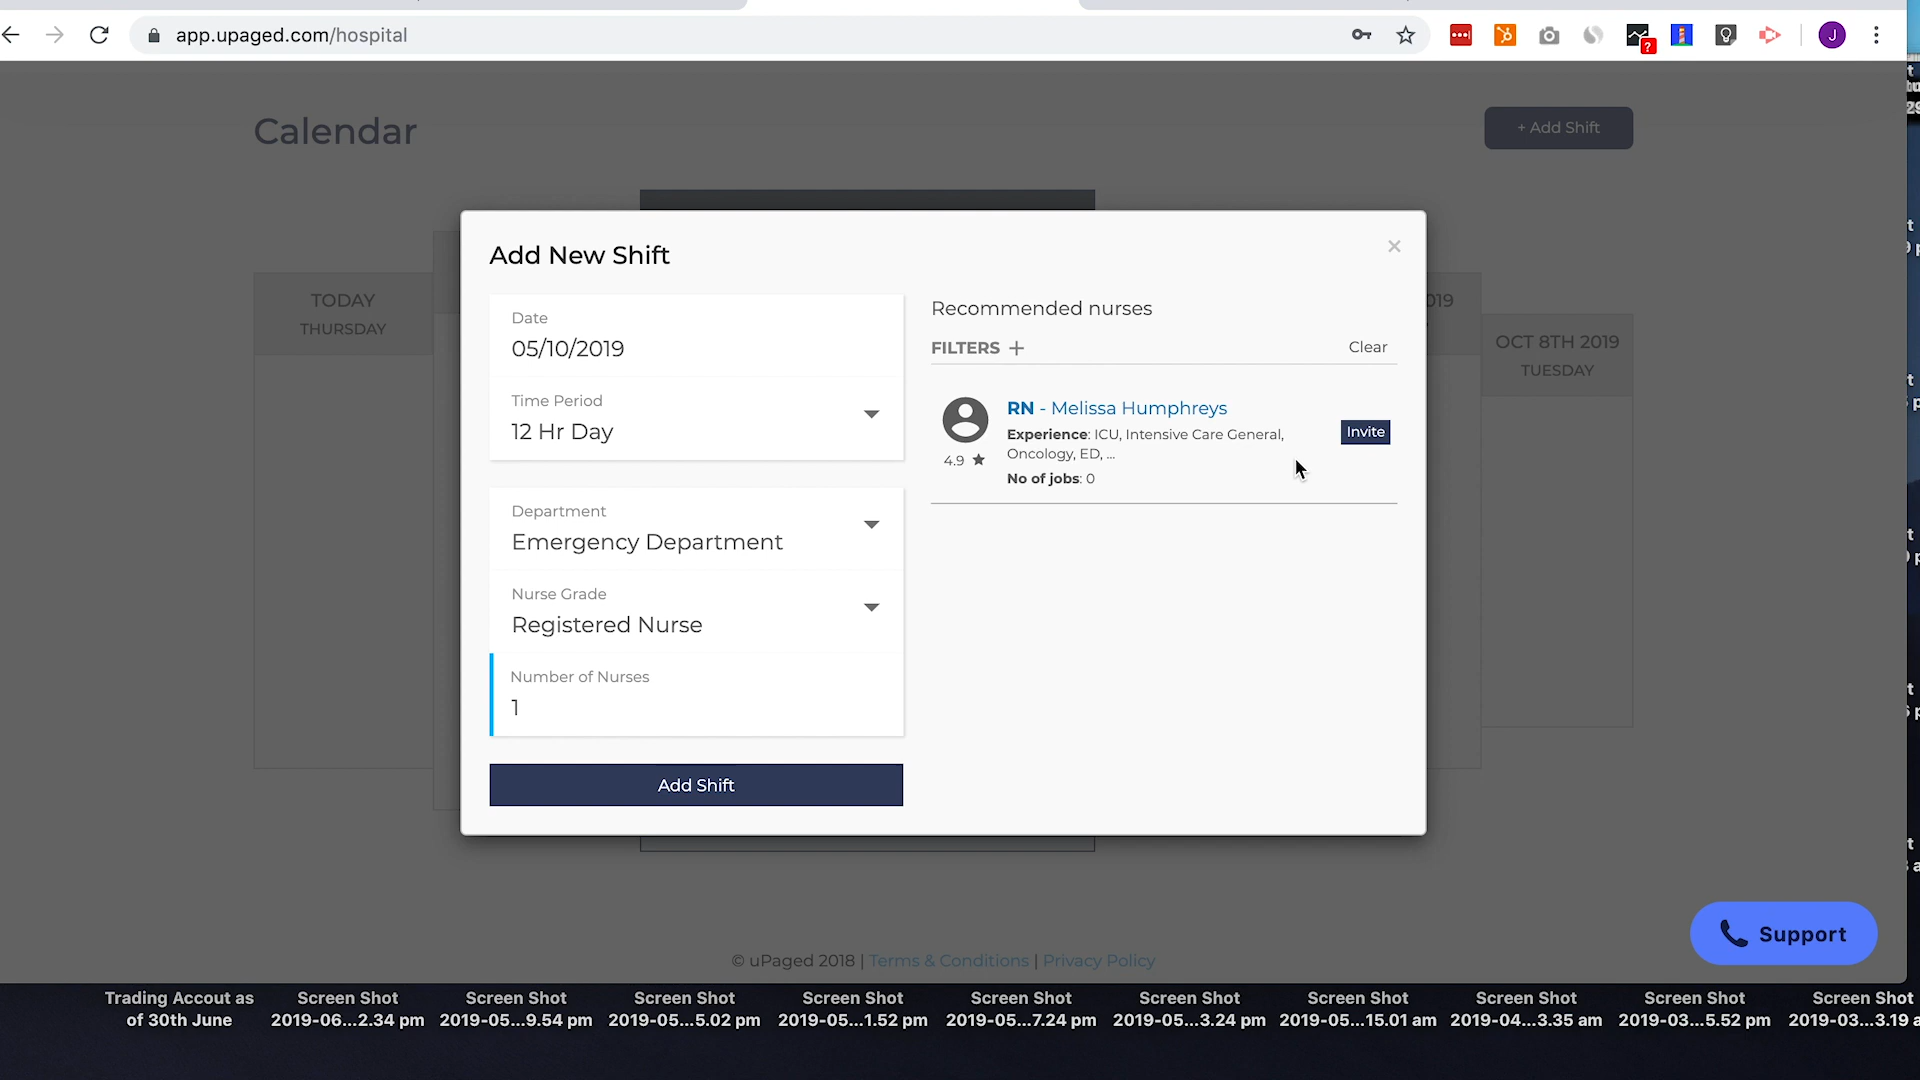 app.upaged.com/hospital
?
J
Calendar
+ Add Shift
TODAY
THURSDAY
OCT 8TH 2019
TUESDAY
Add New Shift
×
Date
05/10/2019
Time Period
12 Hr Day
Department
Emergency Department
Nurse Grade
Registered Nurse
Number of Nurses
1
Add Shift
Recommended nurses
FILTERS +
Clear
RN - Melissa Humphreys
Experience: ICU, Intensive Care General,
Oncology, ED, ...
No of jobs: 0
4.9 ★
Invite
Support
© uPaged 2018 | Terms & Conditions | Privacy Policy
Trading Accout as
of 30th June
Screen Shot
2019-06...2.34 pm
Screen Shot
2019-05...9.54 pm
Screen Shot
2019-05...5.02 pm
Screen Shot
2019-05...1.52 pm
Screen Shot
2019-05...7.24 pm
Screen Shot
2019-05...3.24 pm
Screen Shot
2019-05...15.01 am
Screen Shot
2019-04...3.35 am
Screen Shot
2019-03...5.52 pm
Screen Shot
2019-03...3.19 a